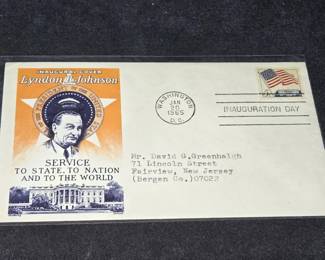 INAUGURAL COVER
Lyndon B. Johnson
SERVICE
TO STATE, TO NATION
AND TO THE WORLD
WASHINGTON
JAN
20
1965
D.C.
INAUGURATION DAY
Mr. David G.Greenhalgh
71 Lincoln Street
Fairview, New Jersey
(Bergen Co.)07022